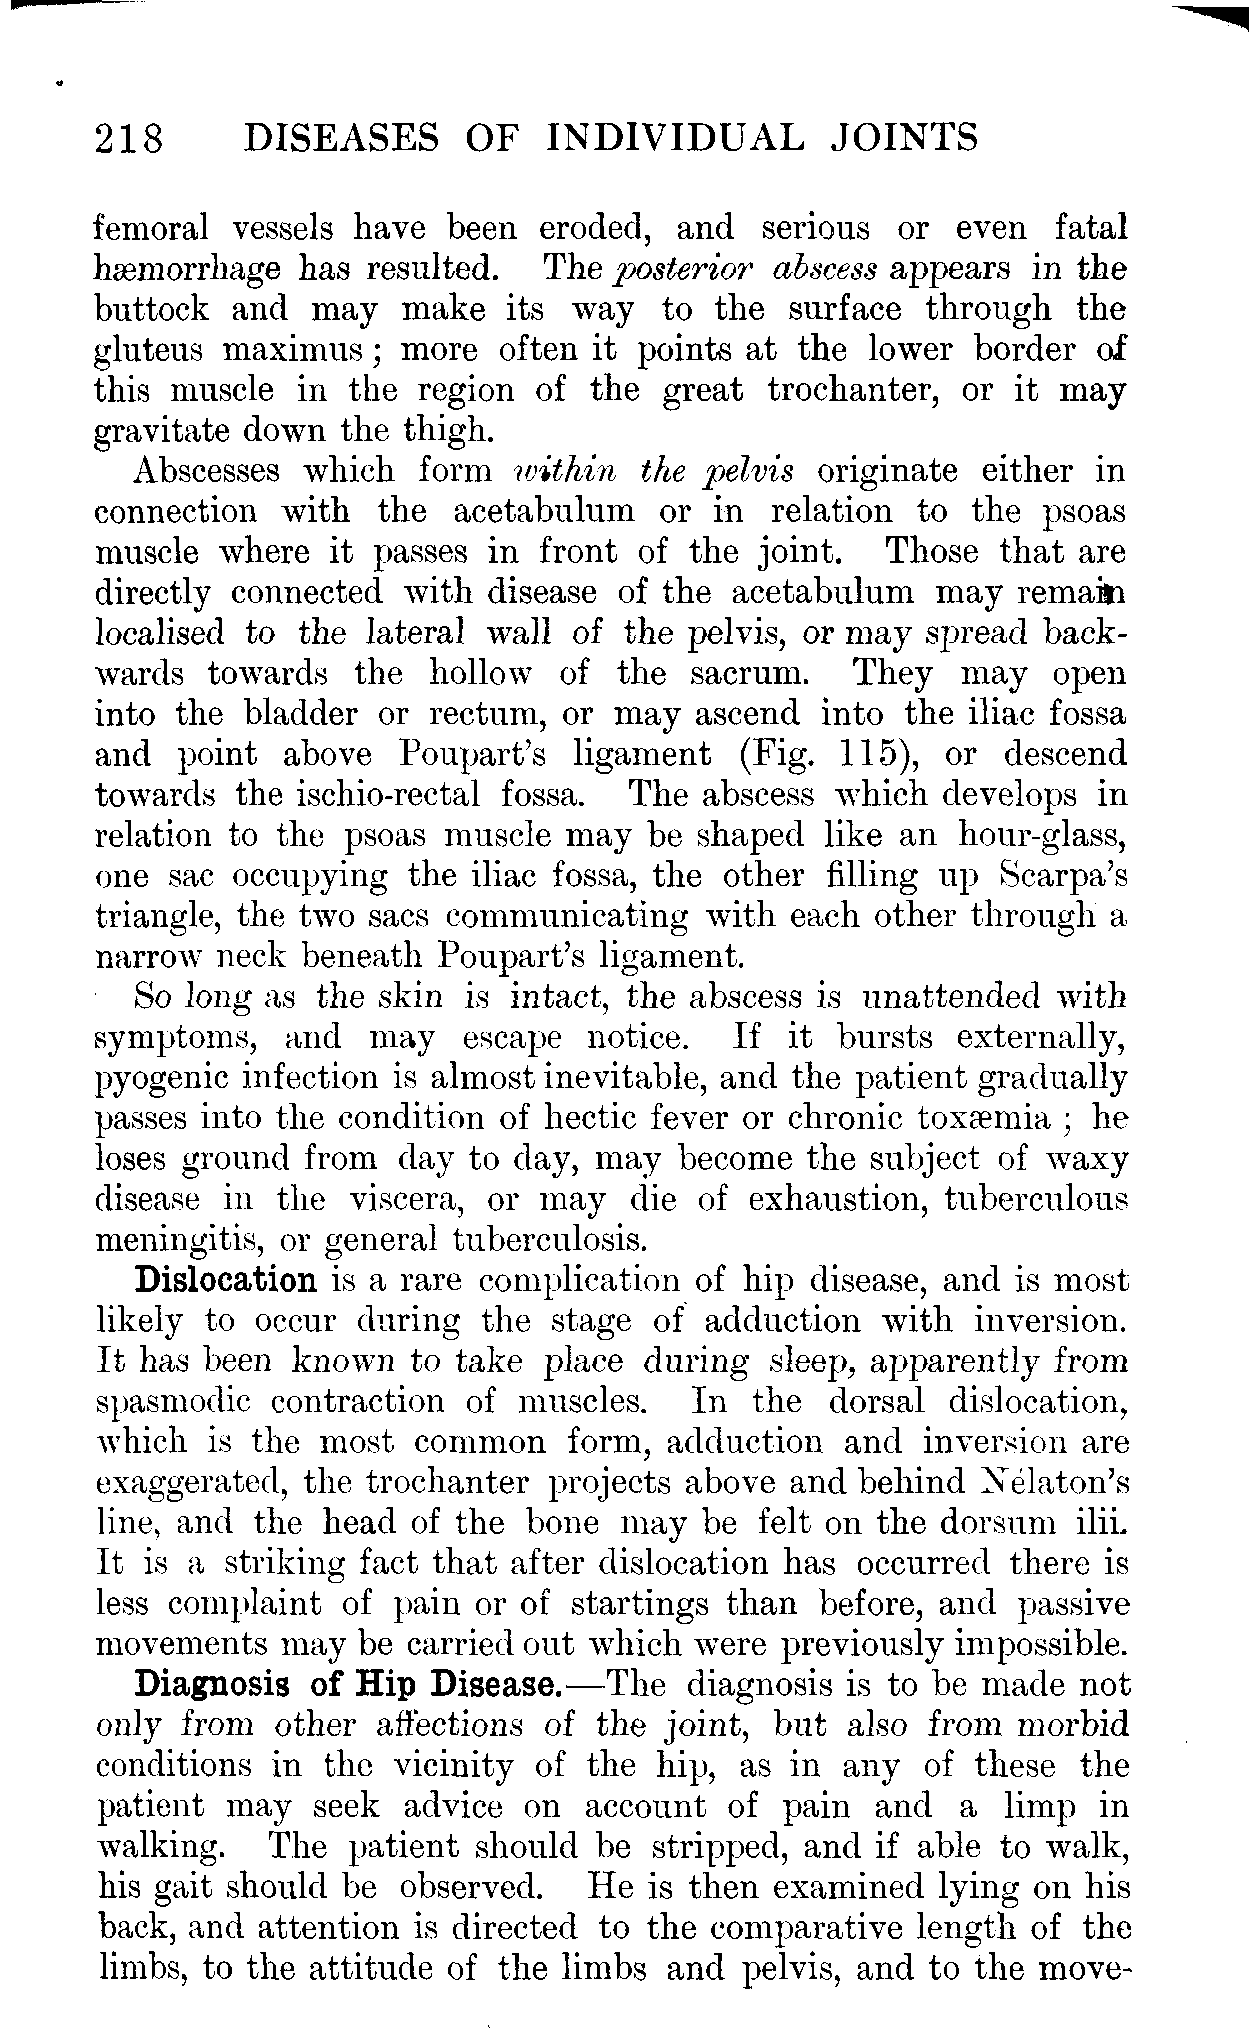 218 DISEASES OF INDIVIDUAL JOINTS
femoral vessels have been eroded, and serious or even fatal
hæmorrhage has resulted. The posterior abscess appears in the
buttock and may make its way to the surface through the
gluteus maximus ; more often it points at the lower border of
this muscle in the region of the great trochanter, or it may
gravitate down the thigh.
Abscesses which form within the pelvis originate either in
connection with the acetabulum or in relation to the psoas
muscle where it passes in front of the joint. Those that are
directly connected with disease of the acetabulum may remain
localised to the lateral wall of the pelvis, or may spread back-
wards towards the hollow of the sacrum. They may open
into the bladder or rectum, or may ascend into the iliac fossa
and point above Poupart's ligament (Fig. 115), or descend
towards the ischio-rectal fossa. The abscess which develops in
relation to the psoas muscle may be shaped like an hour-glass,
one sac occupying the iliac fossa, the other filling up Scarpa's
triangle, the two sacs communicating with each other through a
narrow neck beneath Poupart's ligament.
So long as the skin is intact, the abscess is unattended with
symptoms, and may escape notice. If it bursts externally,
pyogenic infection is almost inevitable, and the patient gradually
passes into the condition of hectic fever or chronic toxæmia ; he
loses ground from day to day, may become the subject of waxy
disease in the viscera, or may die of exhaustion, tuberculous
meningitis, or general tuberculosis.
Dislocation is a rare complication of hip disease, and is most
likely to occur during the stage of adduction with inversion.
It has been known to take place during sleep, apparently from
spasmodic contraction of muscles. In the dorsal dislocation,
which is the most common form, adduction and inversion are
exaggerated, the trochanter projects above and behind Nélaton's
line, and the head of the bone may be felt on the dorsum ilii.
It is a striking fact that after dislocation has occurred there is
less complaint of pain or of startings than before, and passive
movements may be carried out which were previously impossible.
Diagnosis of Hip Disease.—The diagnosis is to be made not
only from other affections of the joint, but also from morbid
conditions in the vicinity of the hip, as in any of these the
patient may seek advice on account of pain and a limp in
walking. The patient should be stripped, and if able to walk,
his gait should be observed. He is then examined lying on his
back, and attention is directed to the comparative length of the
limbs, to the attitude of the limbs and pelvis, and to the move-